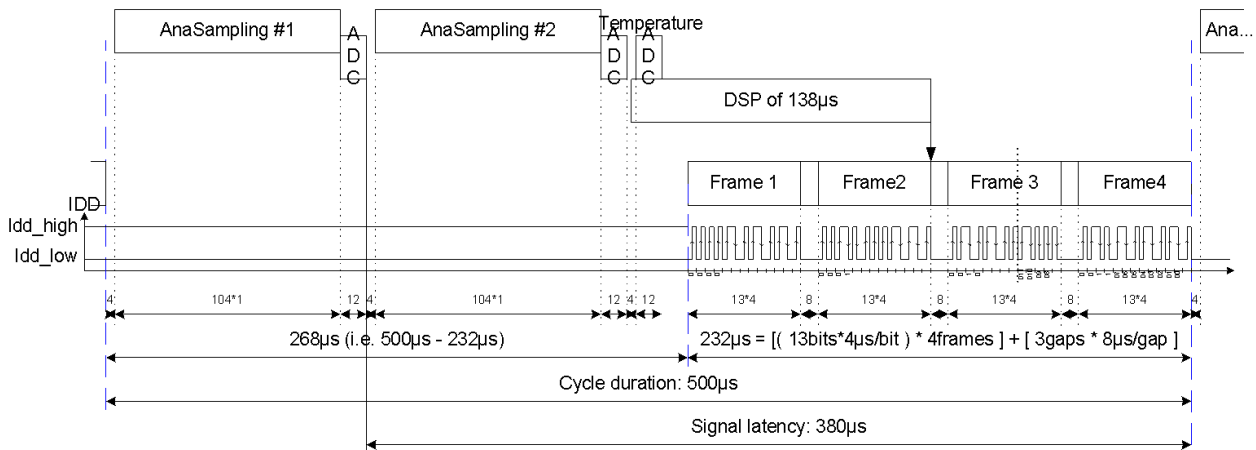 AnaSampling #1
ADC
AnaSampling #2
ADC
Temperature
ADC
Ana...
DSP of 138µs
Frame 1
Frame2
Frame 3
Frame4
IDD
Idd_high
Idd_low
4 104*1 12 4 104*1 12 4 12 13*4 8 13*4 8 13*4 8 13*4 4
268µs (i.e. 500µs - 232µs)
232µs = [( 13bits*4µs/bit ) * 4frames ] + [ 3gaps * 8µs/gap ]
Cycle duration: 500µs
Signal latency: 380µs